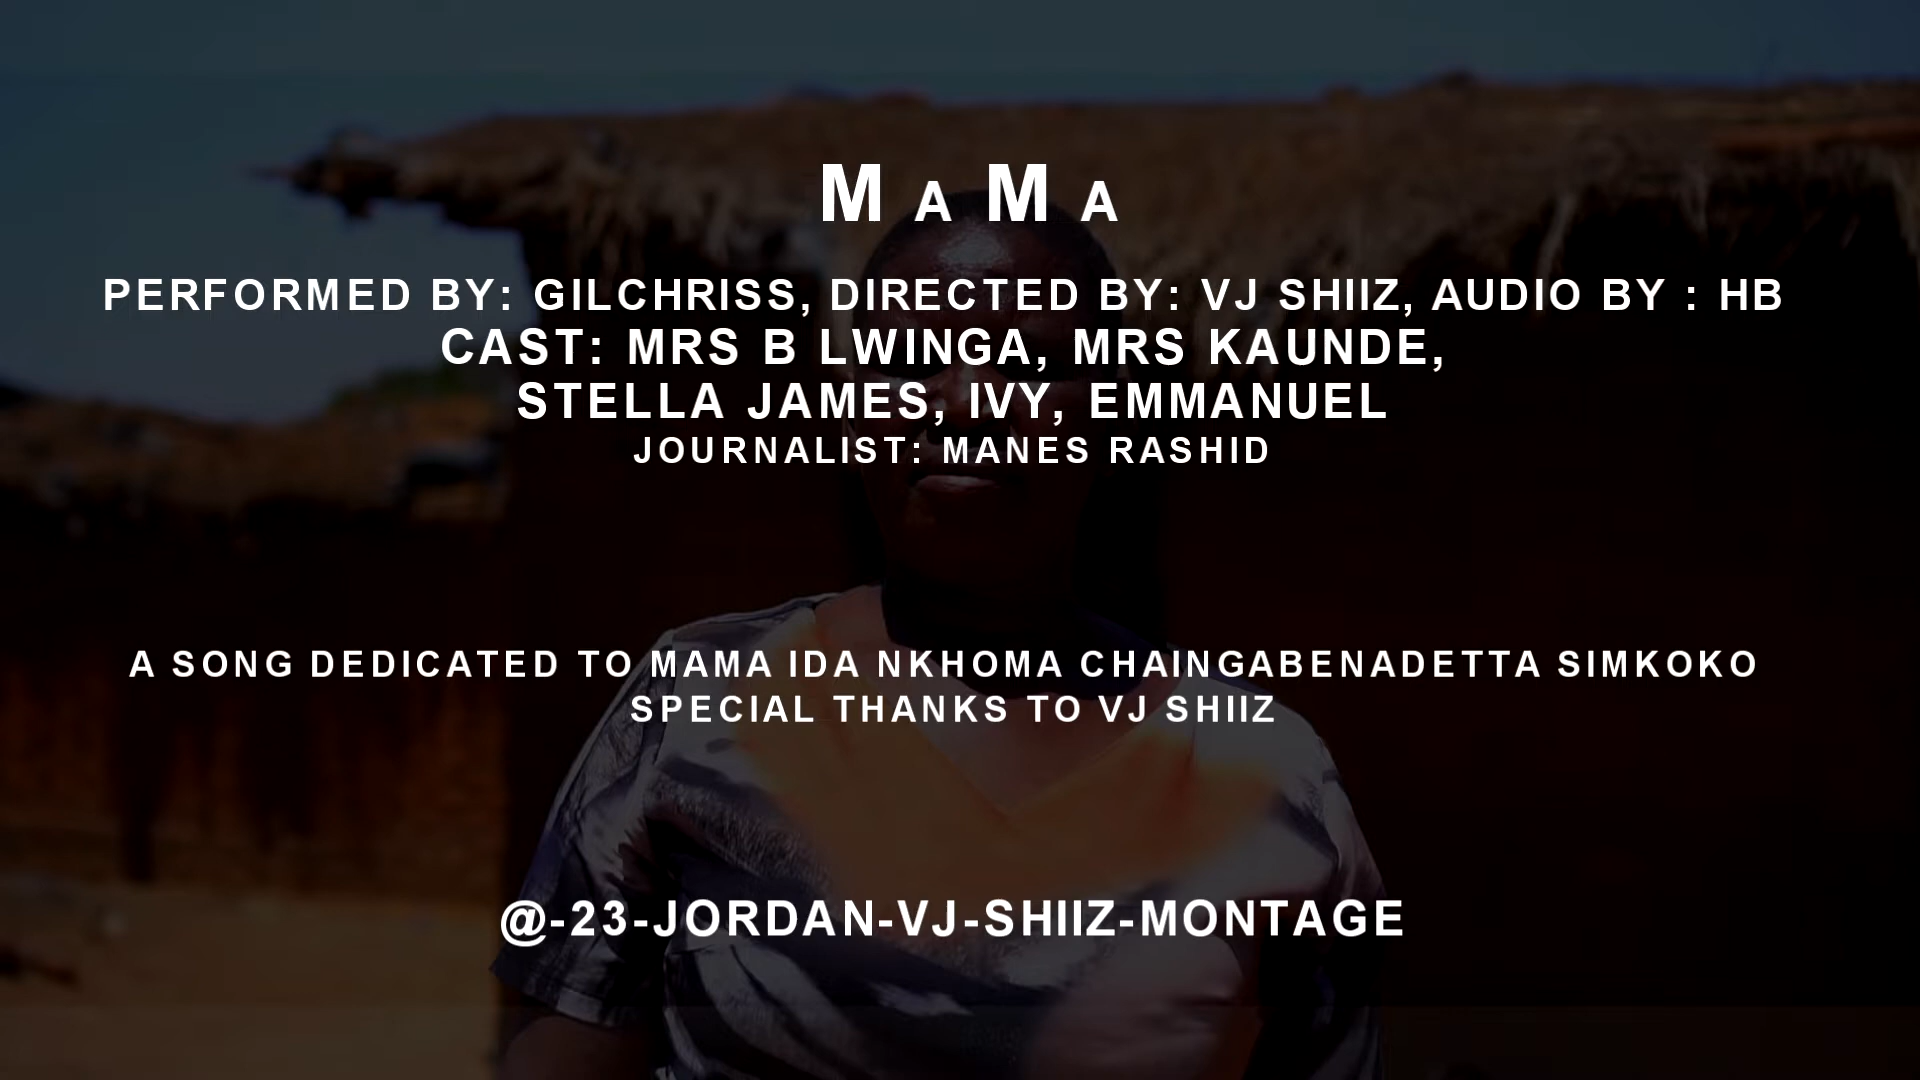 M A M A
PERFORMED BY: GILCHRISS, DIRECTED BY: VJ SHIIZ, AUDIO BY : HB
CAST: MRS B LWINGA, MRS KAUNDE,
STELLA JAMES, IVY, EMMANUEL
JOURNALIST: MANES RASHID
A SONG DEDICATED TO MAMA IDA NKHOMA CHAINGABENADETTA SIMKOKO
SPECIAL THANKS TO VJ SHIIZ
@-23-JORDAN-VJ-SHIIZ-MONTAGE